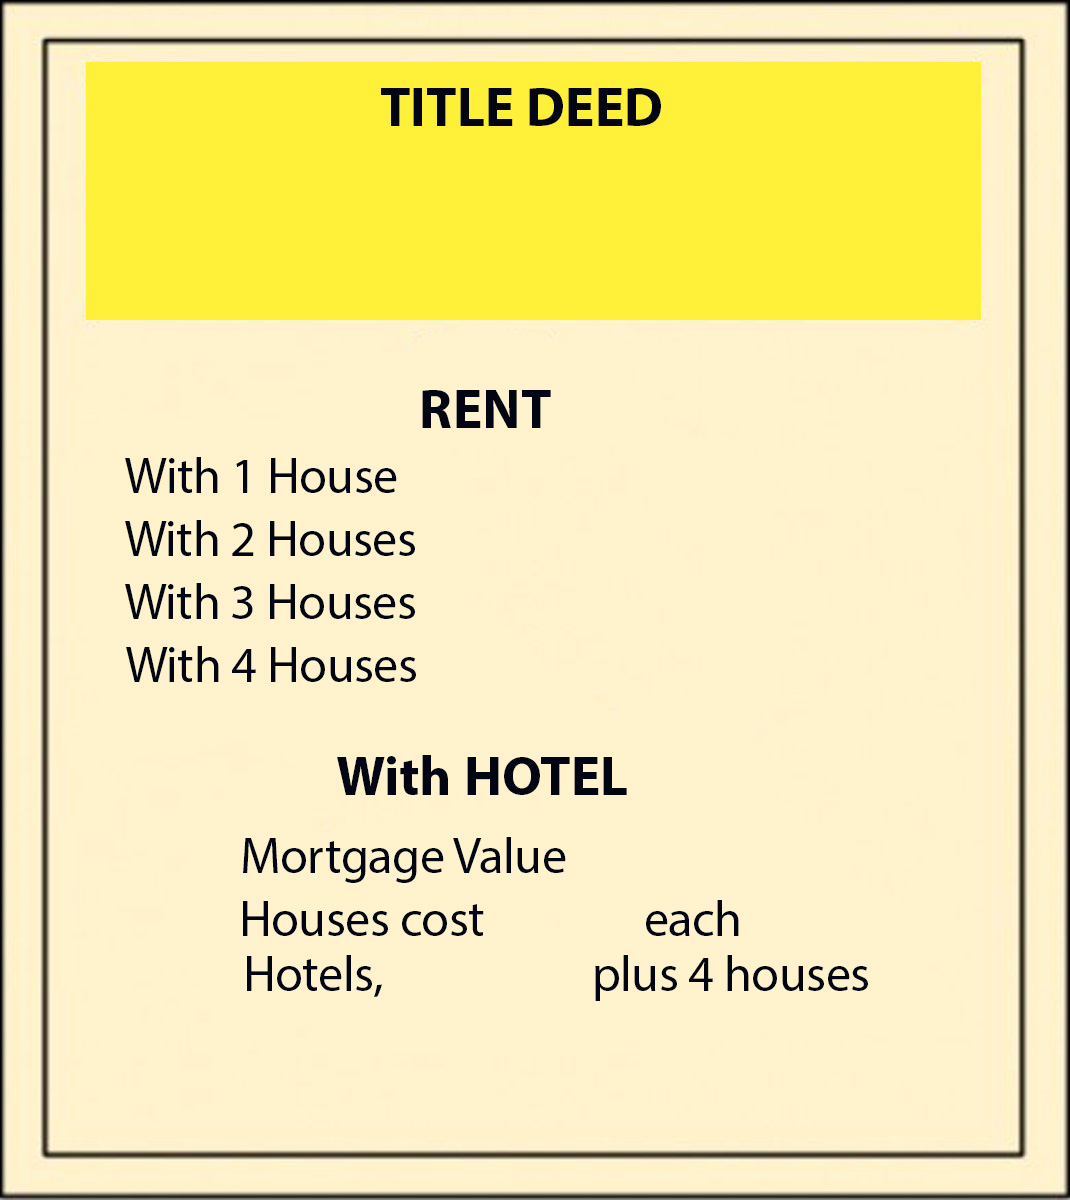 TITLE DEED
RENT
With 1 House
With 2 Houses
With 3 Houses
With 4 Houses
With HOTEL
Mortgage Value
Houses cost each
Hotels, plus 4 houses